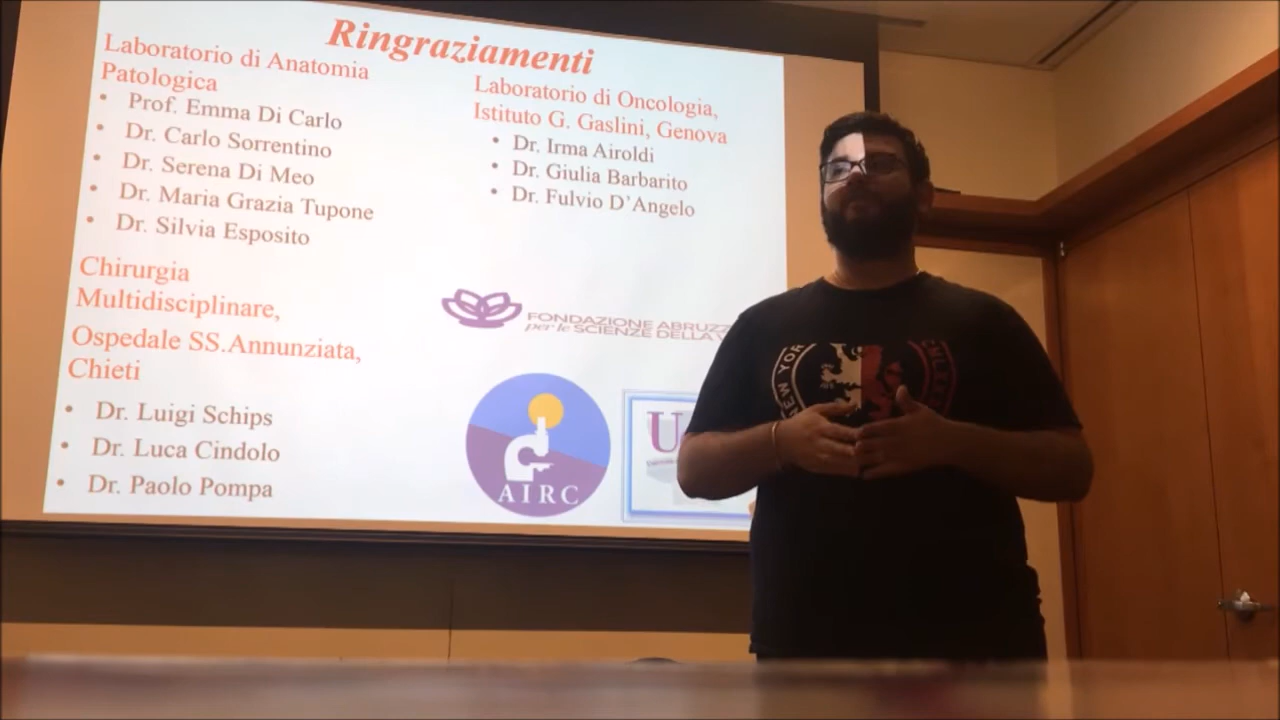 Ringraziamenti
Laboratorio di Anatomia
Patologica
• Prof. Emma Di Carlo
• Dr. Carlo Sorrentino
• Dr. Serena Di Meo
• Dr. Maria Grazia Tupone
• Dr. Silvia Esposito
Chirurgia
Multidisciplinare,
Ospedale SS.Annunziata,
Chieti
• Dr. Luigi Schips
• Dr. Luca Cindolo
• Dr. Paolo Pompa
Laboratorio di Oncologia,
Istituto G. Gaslini, Genova
• Dr. Irma Airoldi
• Dr. Giulia Barbarito
• Dr. Fulvio D'Angelo
FONDAZIONE ABRUZZ
per le SCIENZE DELLA V
AIRC
U
NEW YOR